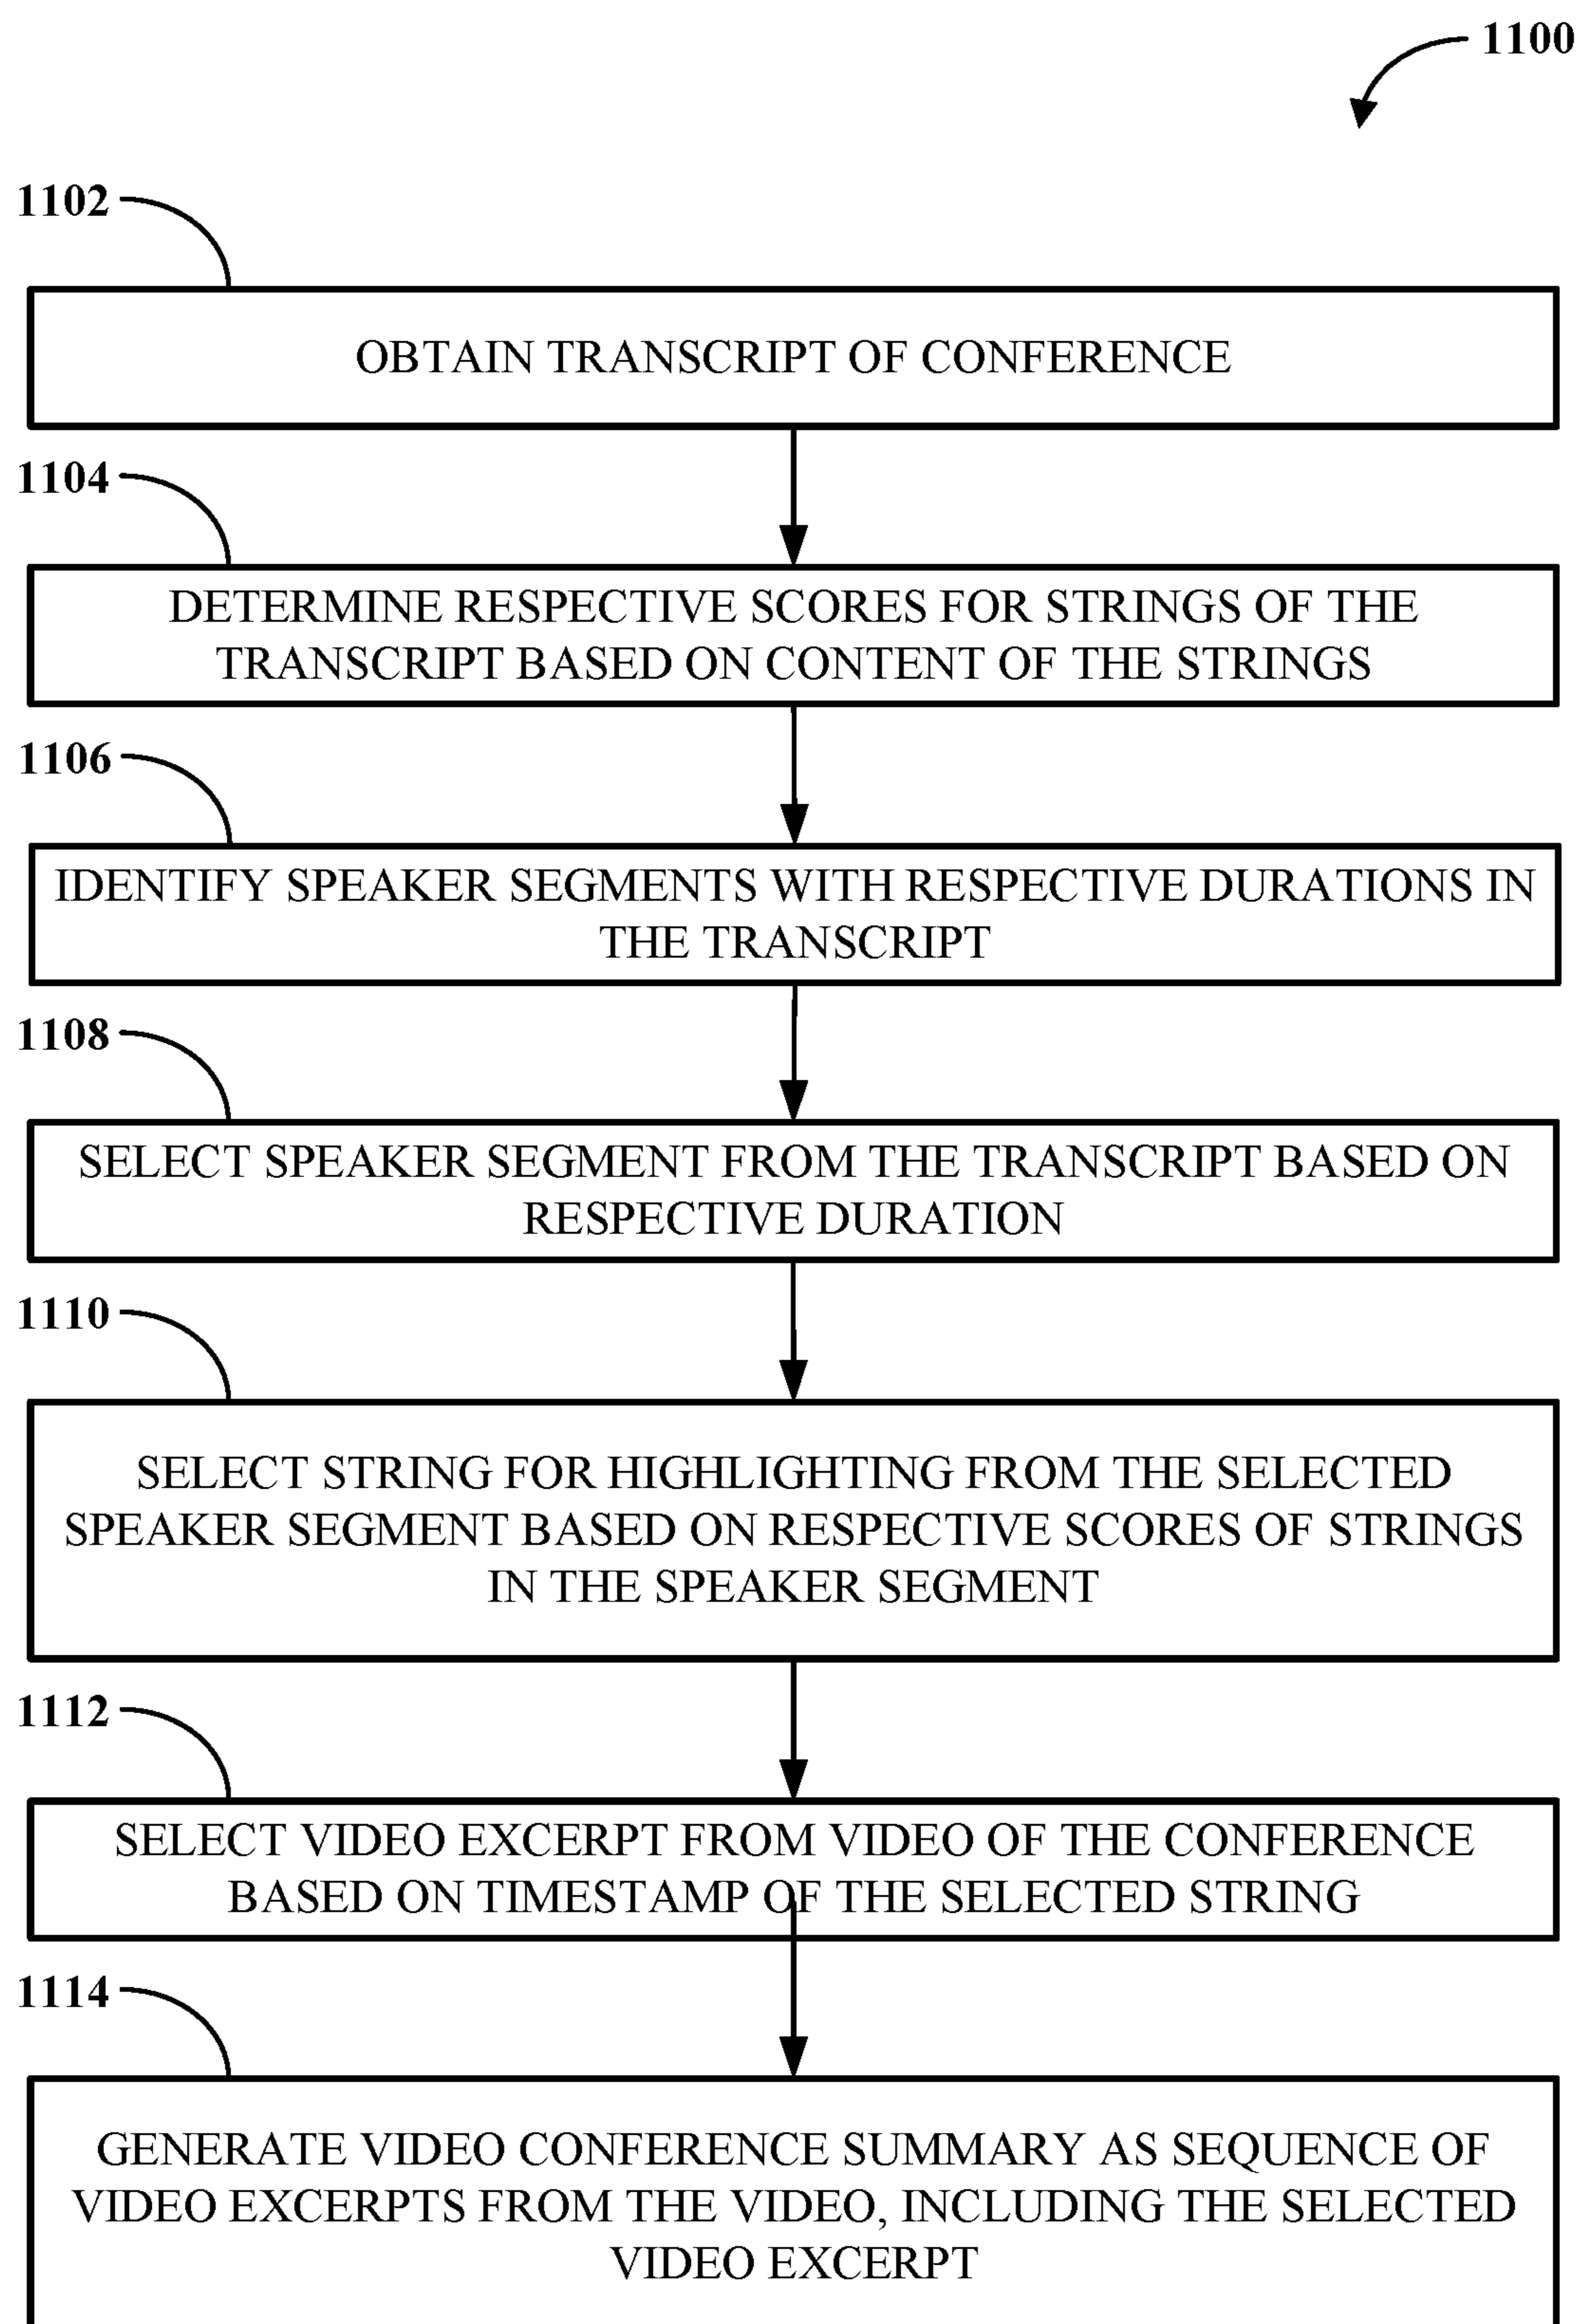 1100
1102
OBTAIN TRANSCRIPT OF CONFERENCE
1104
DETERMINE RESPECTIVE SCORES FOR STRINGS OF THE
TRANSCRIPT BASED ON CONTENT OF THE STRINGS
1106
IDENTIFY SPEAKER SEGMENTS WITH RESPECTIVE DURATIONS IN
THE TRANSCRIPT
1108
SELECT SPEAKER SEGMENT FROM THE TRANSCRIPT BASED ON
RESPECTIVE DURATION
1110
SELECT STRING FOR HIGHLIGHTING FROM THE SELECTED
SPEAKER SEGMENT BASED ON RESPECTIVE SCORES OF STRINGS
IN THE SPEAKER SEGMENT
1112
SELECT VIDEO EXCERPT FROM VIDEO OF THE CONFERENCE
BASED ON TIMESTAMP OF THE SELECTED STRING
1114
GENERATE VIDEO CONFERENCE SUMMARY AS SEQUENCE OF
VIDEO EXCERPTS FROM THE VIDEO, INCLUDING THE SELECTED
VIDEO EXCERPT